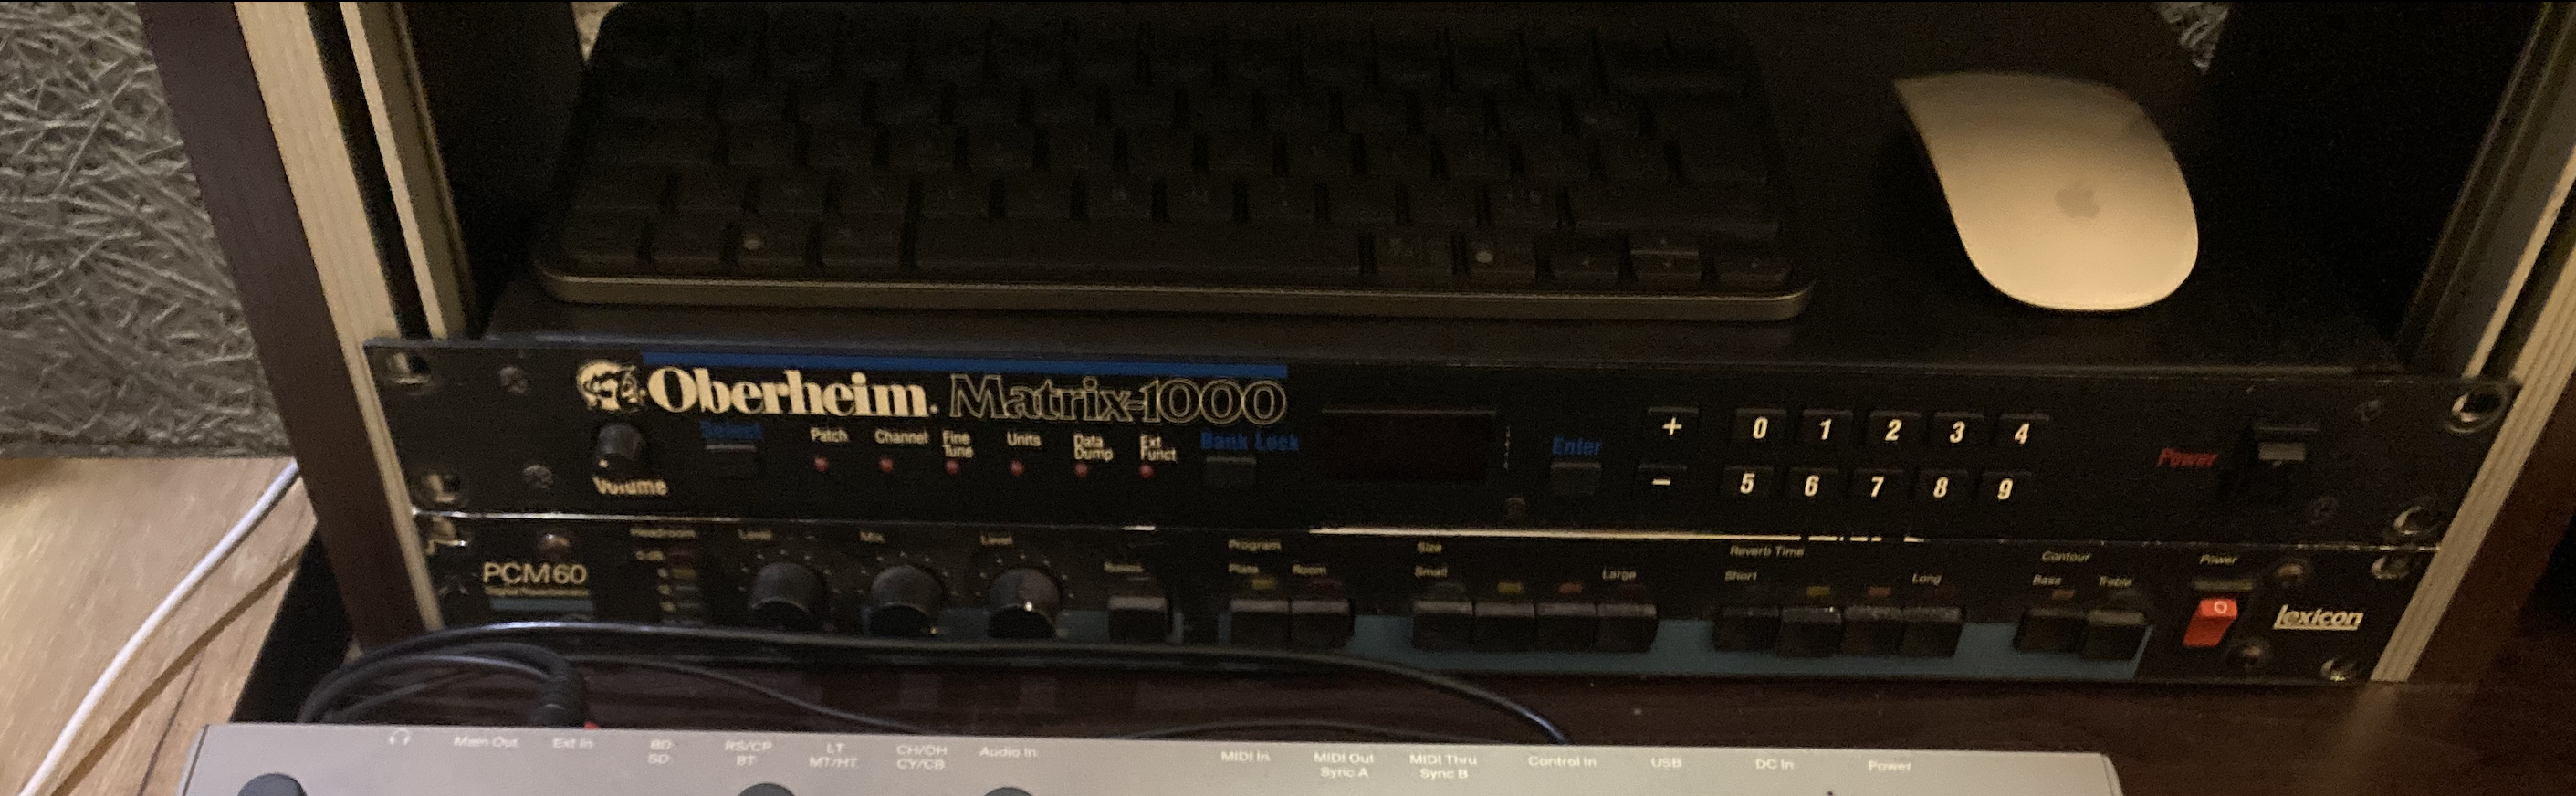 Oberheim. Matrix-1000
Select
Patch
Channel
Fine
Tune
Units
Data
Dump
Ext
Funct
Bank Lock
Volume
Enter
+ 0 1 2 3 4
- 5 6 7 8 9
Power
PCM 60
Headroom
Level
Mix
Level
Bypass
Program
Plate
Room
Size
Small
Large
Reverb Time
Short
Long
Contour
Bass
Treble
Power
lexicon
Main Out
Ext In
BD
SD
RS/CP
BT
LT
MT/HT
CH/OH
CY/CB
Audio In
MIDI In
MIDI Out
Sync A
MIDI Thru
Sync B
Control In
USB
DC In
Power